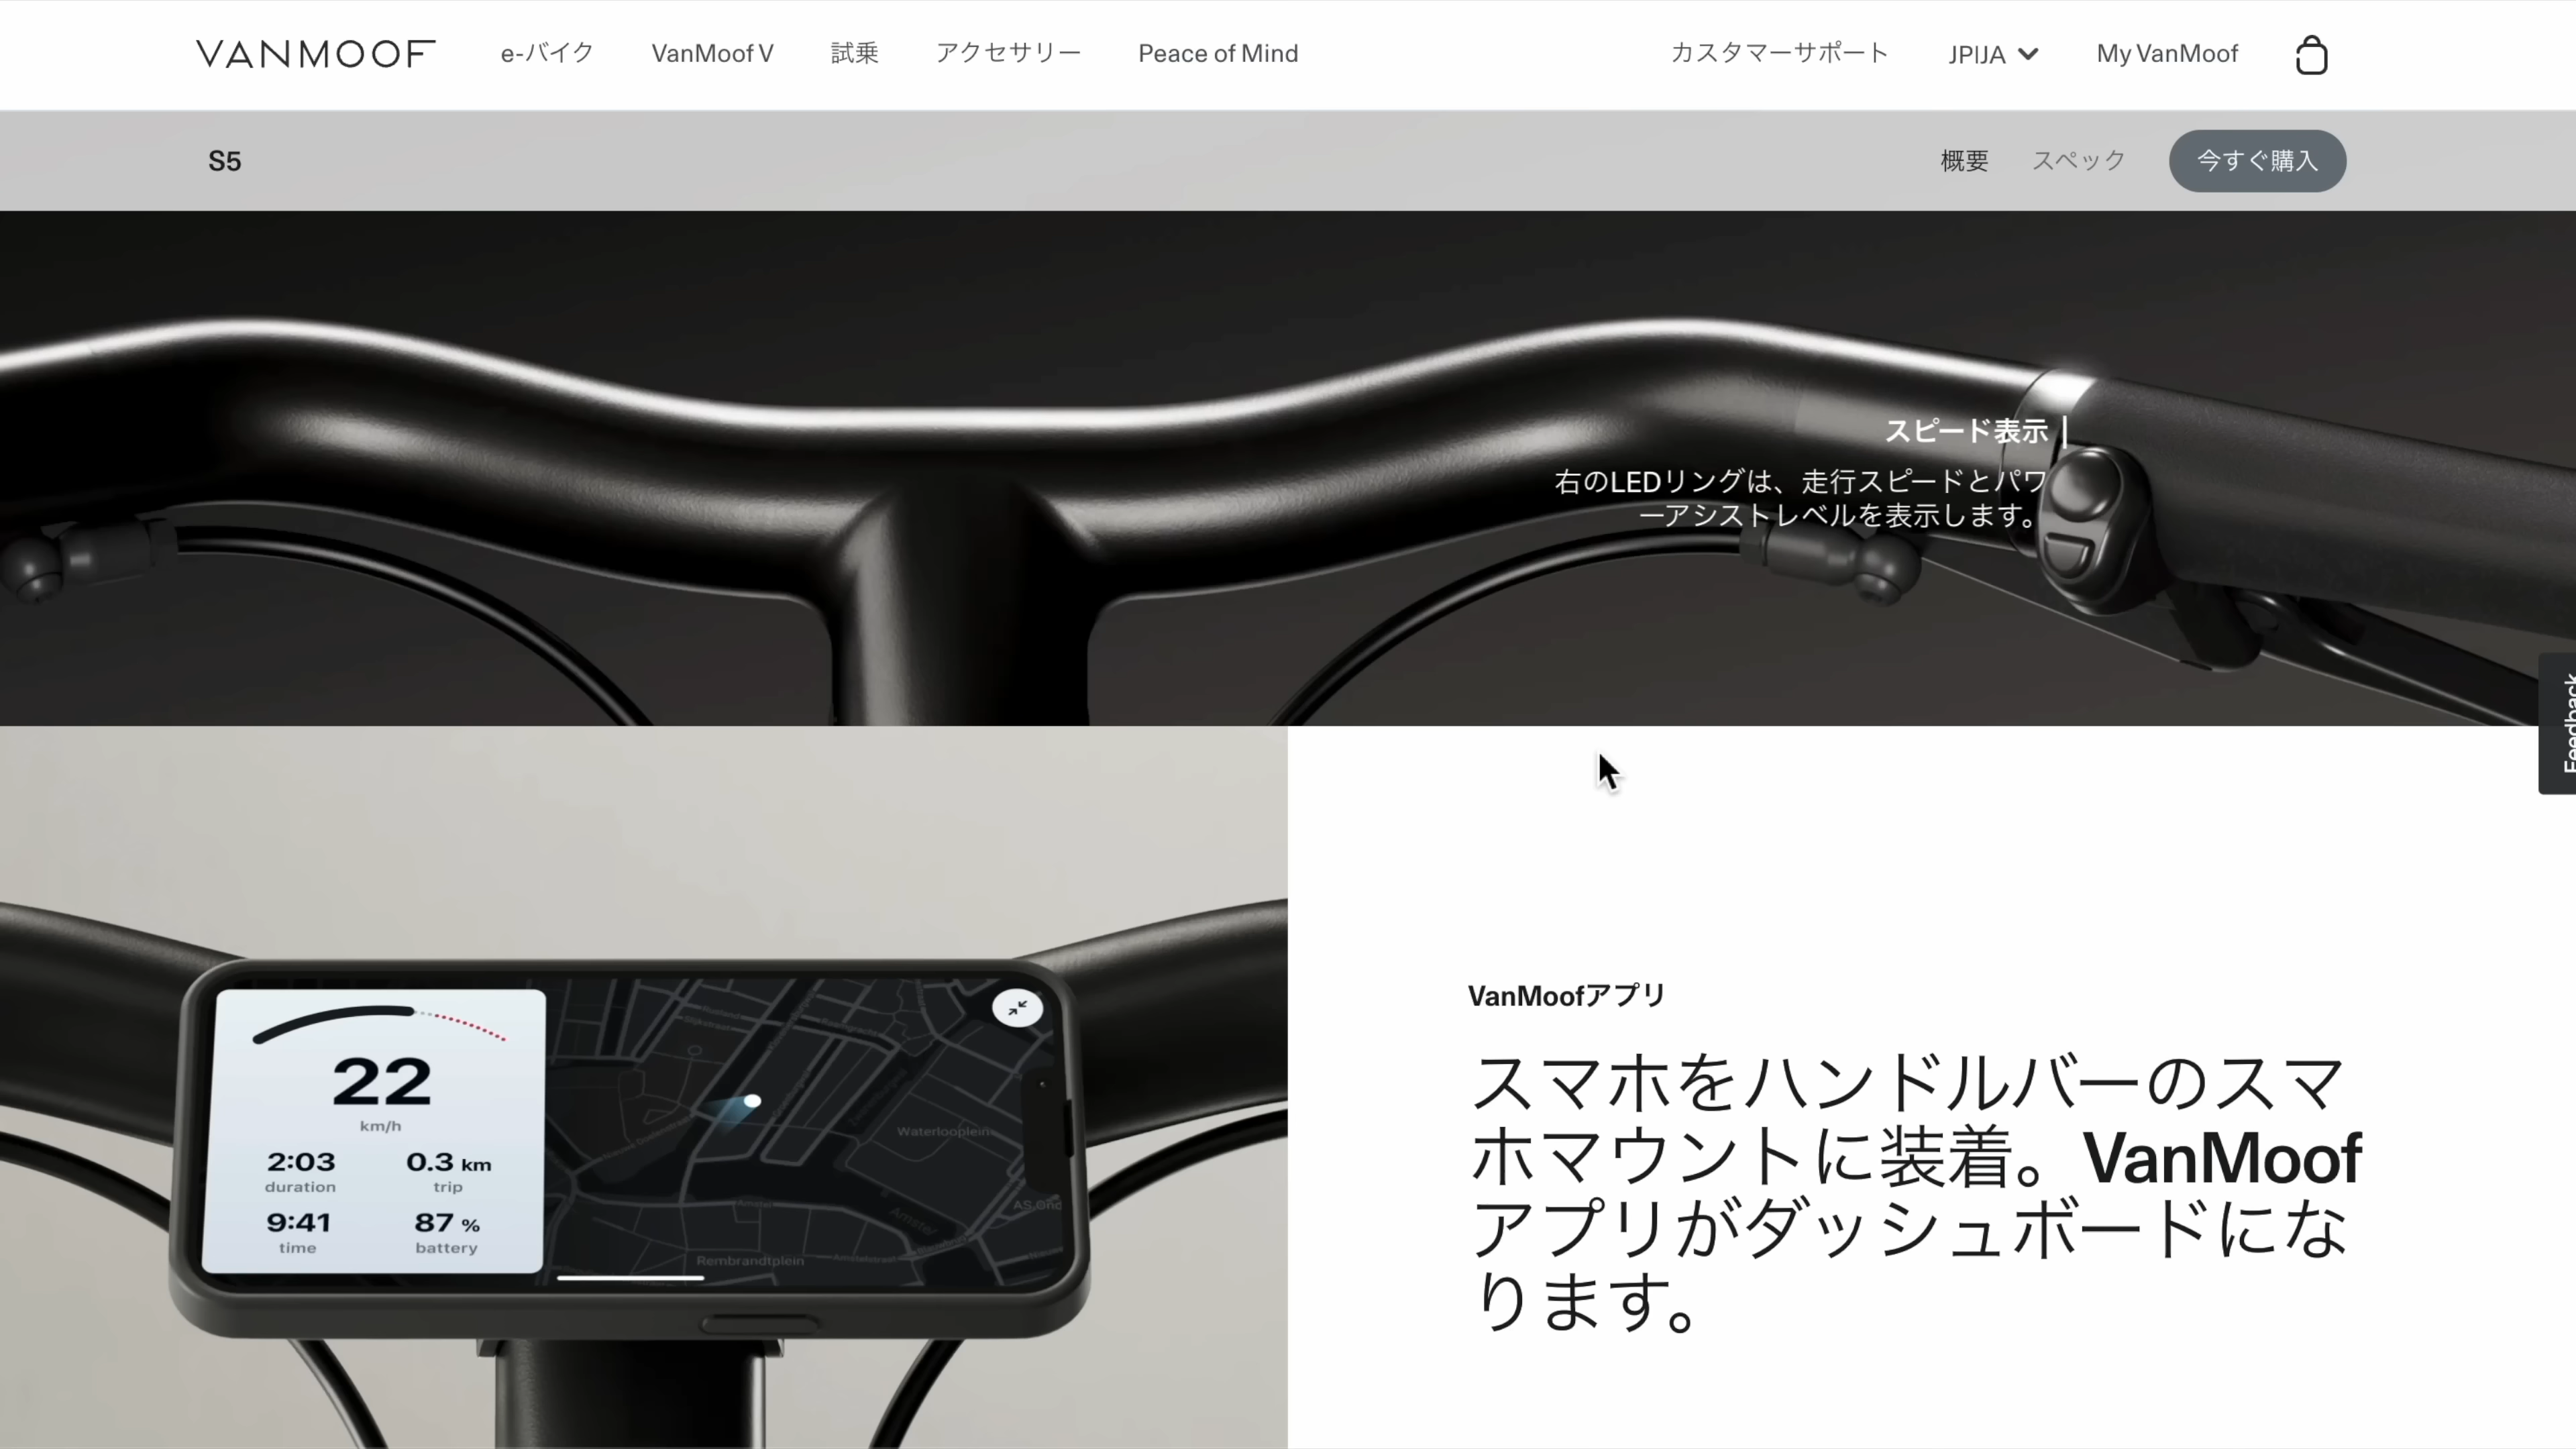 VANMOOF
e-バイク
VanMoof V
試乗
アクセサリー
Peace of Mind
カスタマーサポート
JP|JA
My VanMoof
S5
概要
スペック
今すぐ購入
スピード表示
右のLEDリングは、走行スピードとパワ
ーアシストレベルを表示します。
Feedback
22
km/h
2:03
duration
0.3 km
trip
9:41
time
87 %
battery
Waterlooplein
Amstel
Rembrandtplein
VanMoofアプリ
スマホをハンドルバーのスマ
ホマウントに装着。VanMoof
アプリがダッシュボードにな
ります。